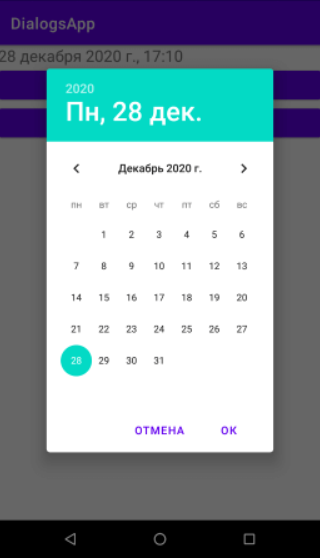 DialogsApp
28 декабря 2020 г., 17:10
2020
Пн, 28 дек.
Декабрь 2020 г.
пн вт ср чт пт сб вс
1 2 3 4 5 6
7 8 9 10 11 12 13
14 15 16 17 18 19 20
21 22 23 24 25 26 27
28 29 30 31
ОТМЕНА ОК